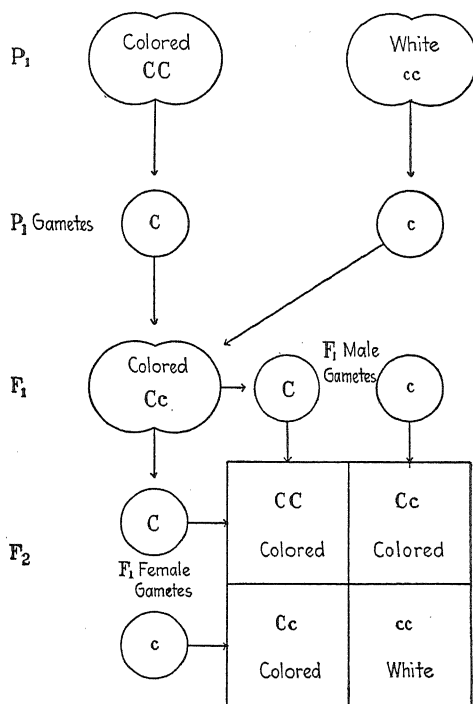 P₁
Colored
CC
White
cc
P₁ Gametes
C
c
F₁
Colored
Cc
C
F₁ Male
Gametes
c
F₂
C
F₁ Female
Gametes
c
CC
Colored
Cc
Colored
Cc
Colored
cc
White